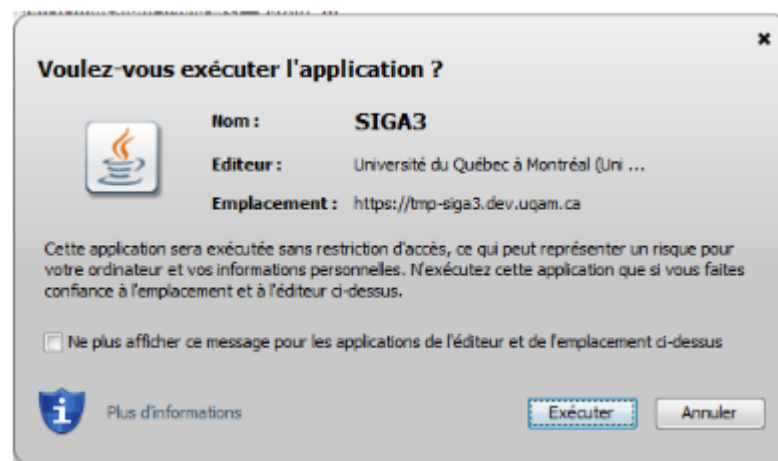 Voulez-vous exécuter l'application ?
Nom : SIGA3
Editeur : Université du Québec à Montréal (Uni ...
Emplacement : https://tmp-siga3.dev.uqam.ca
Cette application sera exécutée sans restriction d'accès, ce qui peut représenter un risque pour
votre ordinateur et vos informations personnelles. N'exécutez cette application que si vous faites
confiance à l'emplacement et à l'éditeur ci-dessus.
Ne plus afficher ce message pour les applications de l'éditeur et de l'emplacement ci-dessus
Plus d'informations
Exécuter Annuler